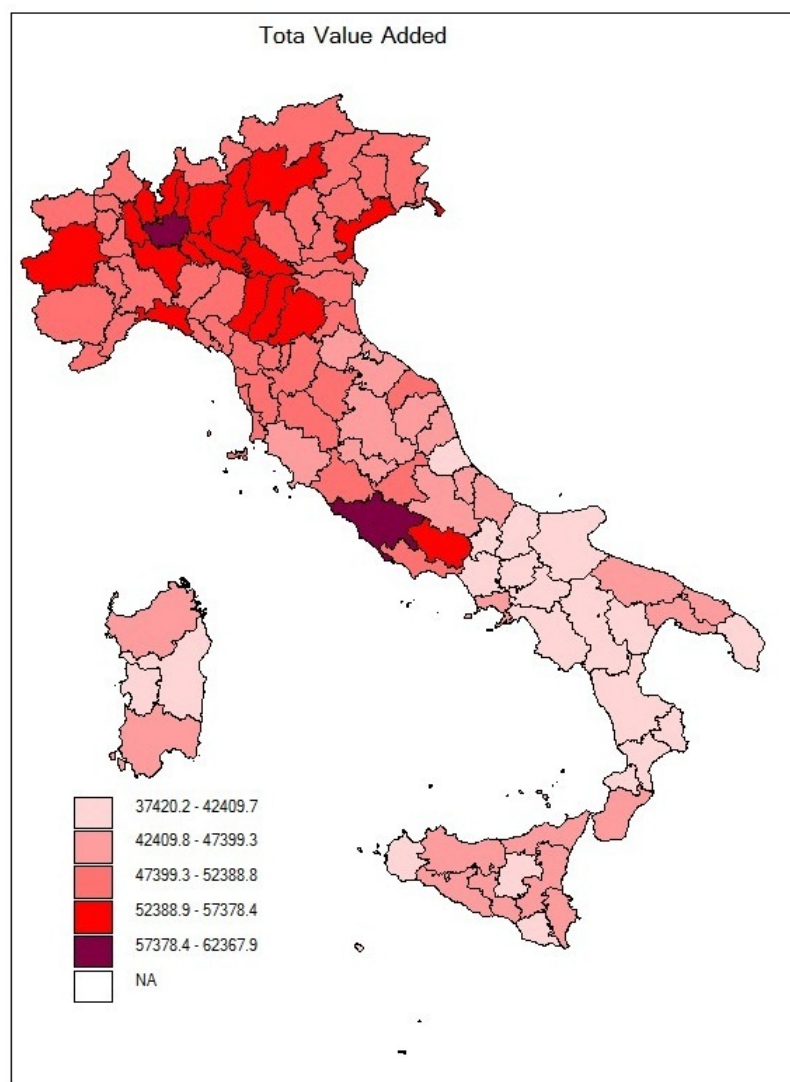 Tota Value Added
37420.2 - 42409.7
42409.8 - 47399.3
47399.3 - 52388.8
52388.9 - 57378.4
57378.4 - 62367.9
NA